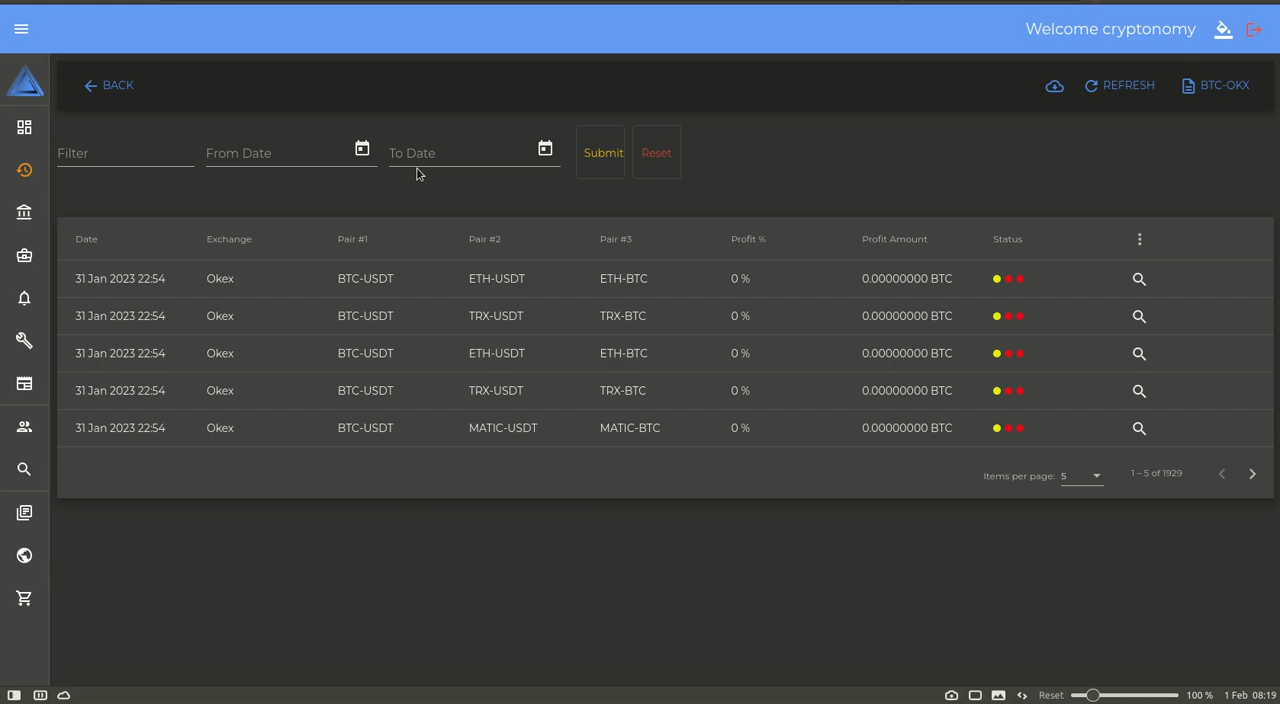 Welcome cryptonomy
BACK
REFRESH
BTC-OKX
Filter
From Date
To Date
Submit
Reset
Date Exchange Pair #1 Pair #2 Pair #3 Profit % Profit Amount Status
31 Jan 2023 22:54 Okex BTC-USDT ETH-USDT ETH-BTC 0 % 0.00000000 BTC
31 Jan 2023 22:54 Okex BTC-USDT TRX-USDT TRX-BTC 0 % 0.00000000 BTC
31 Jan 2023 22:54 Okex BTC-USDT ETH-USDT ETH-BTC 0 % 0.00000000 BTC
31 Jan 2023 22:54 Okex BTC-USDT TRX-USDT TRX-BTC 0 % 0.00000000 BTC
31 Jan 2023 22:54 Okex BTC-USDT MATIC-USDT MATIC-BTC 0 % 0.00000000 BTC
Items per page: 5 1 – 5 of 1929
Reset 100 % 1 Feb 08:19